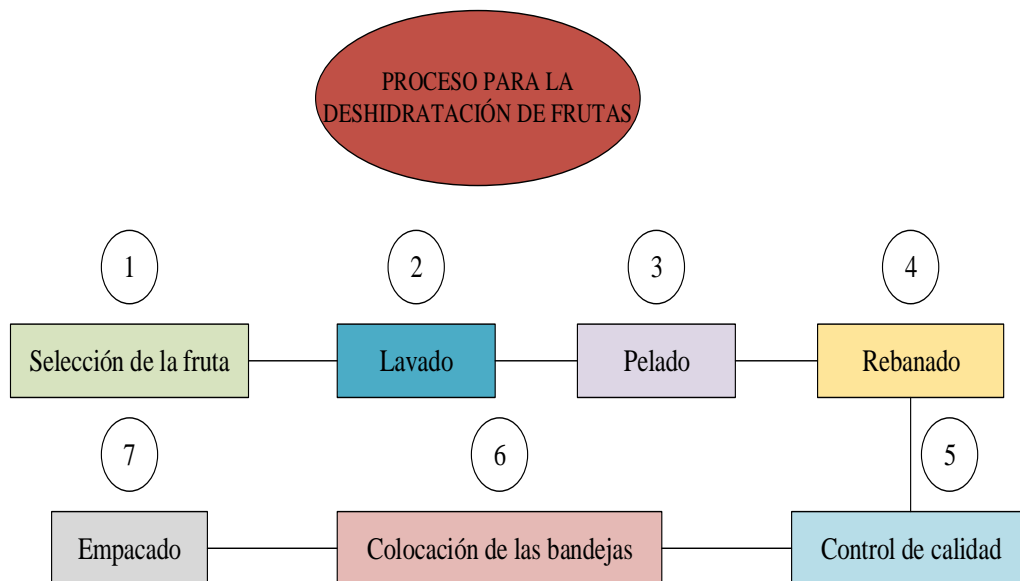 PROCESO PARA LA
DESHIDRATACIÓN DE FRUTAS
1
2
3
4
Selección de la fruta
Lavado
Pelado
Rebanado
7
6
5
Empacado
Colocación de las bandejas
Control de calidad